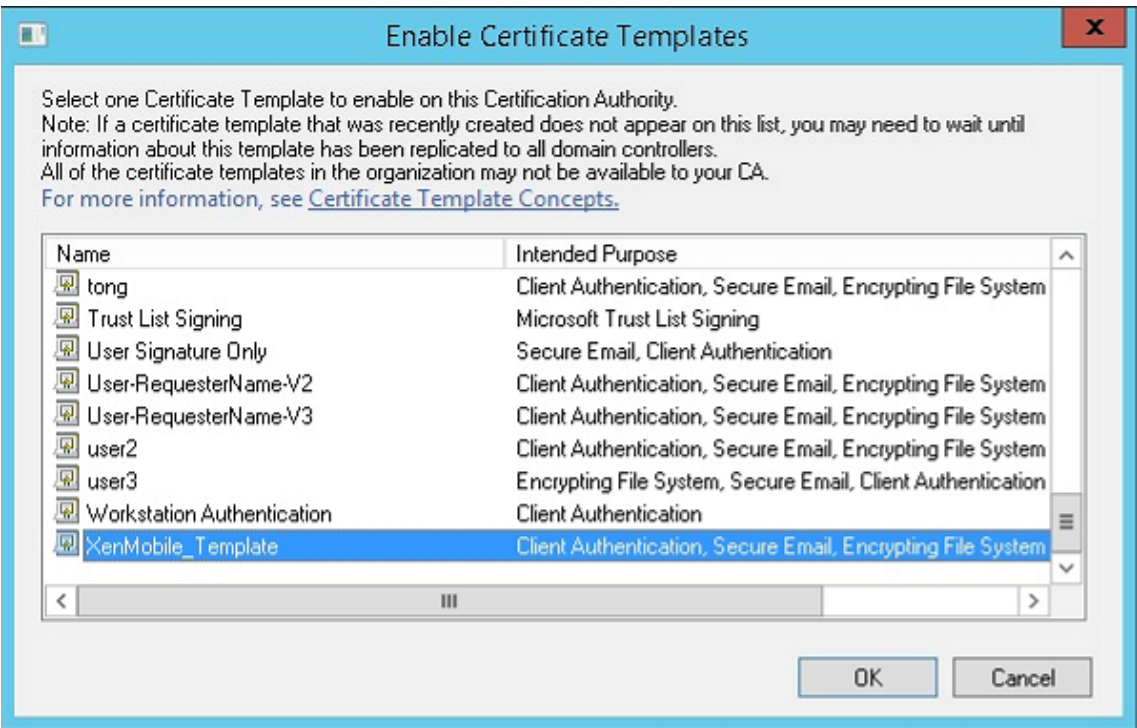 Enable Certificate Templates
x
Select one Certificate Template to enable on this Certification Authority.
Note: If a certificate template that was recently created does not appear on this list, you may need to wait until
information about this template has been replicated to all domain controllers.
All of the certificate templates in the organization may not be available to your CA.
For more information, see Certificate Template Concepts.
Name Intended Purpose
tong Client Authentication, Secure Email, Encrypting File System
Trust List Signing Microsoft Trust List Signing
User Signature Only Secure Email, Client Authentication
User-RequesterName-V2 Client Authentication, Secure Email, Encrypting File System
User-RequesterName-V3 Client Authentication, Secure Email, Encrypting File System
user2 Client Authentication, Secure Email, Encrypting File System
user3 Encrypting File System, Secure Email, Client Authentication
Workstation Authentication Client Authentication
XenMobile_Template Client Authentication, Secure Email, Encrypting File System
OK Cancel